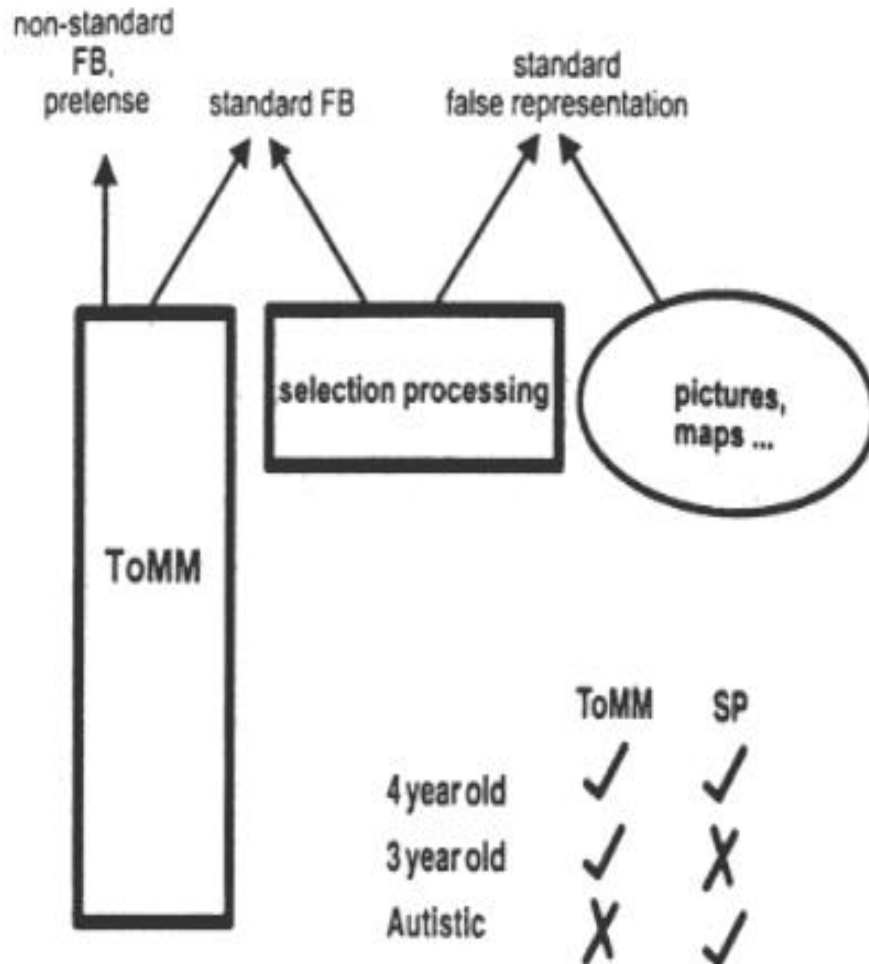 non-standard
FB,
pretense
standard FB
standard
false representation
selection processing
pictures,
maps ...
ToMM
ToMM SP
4 year old ✓ ✓
3 year old ✓ X
Autistic X ✓